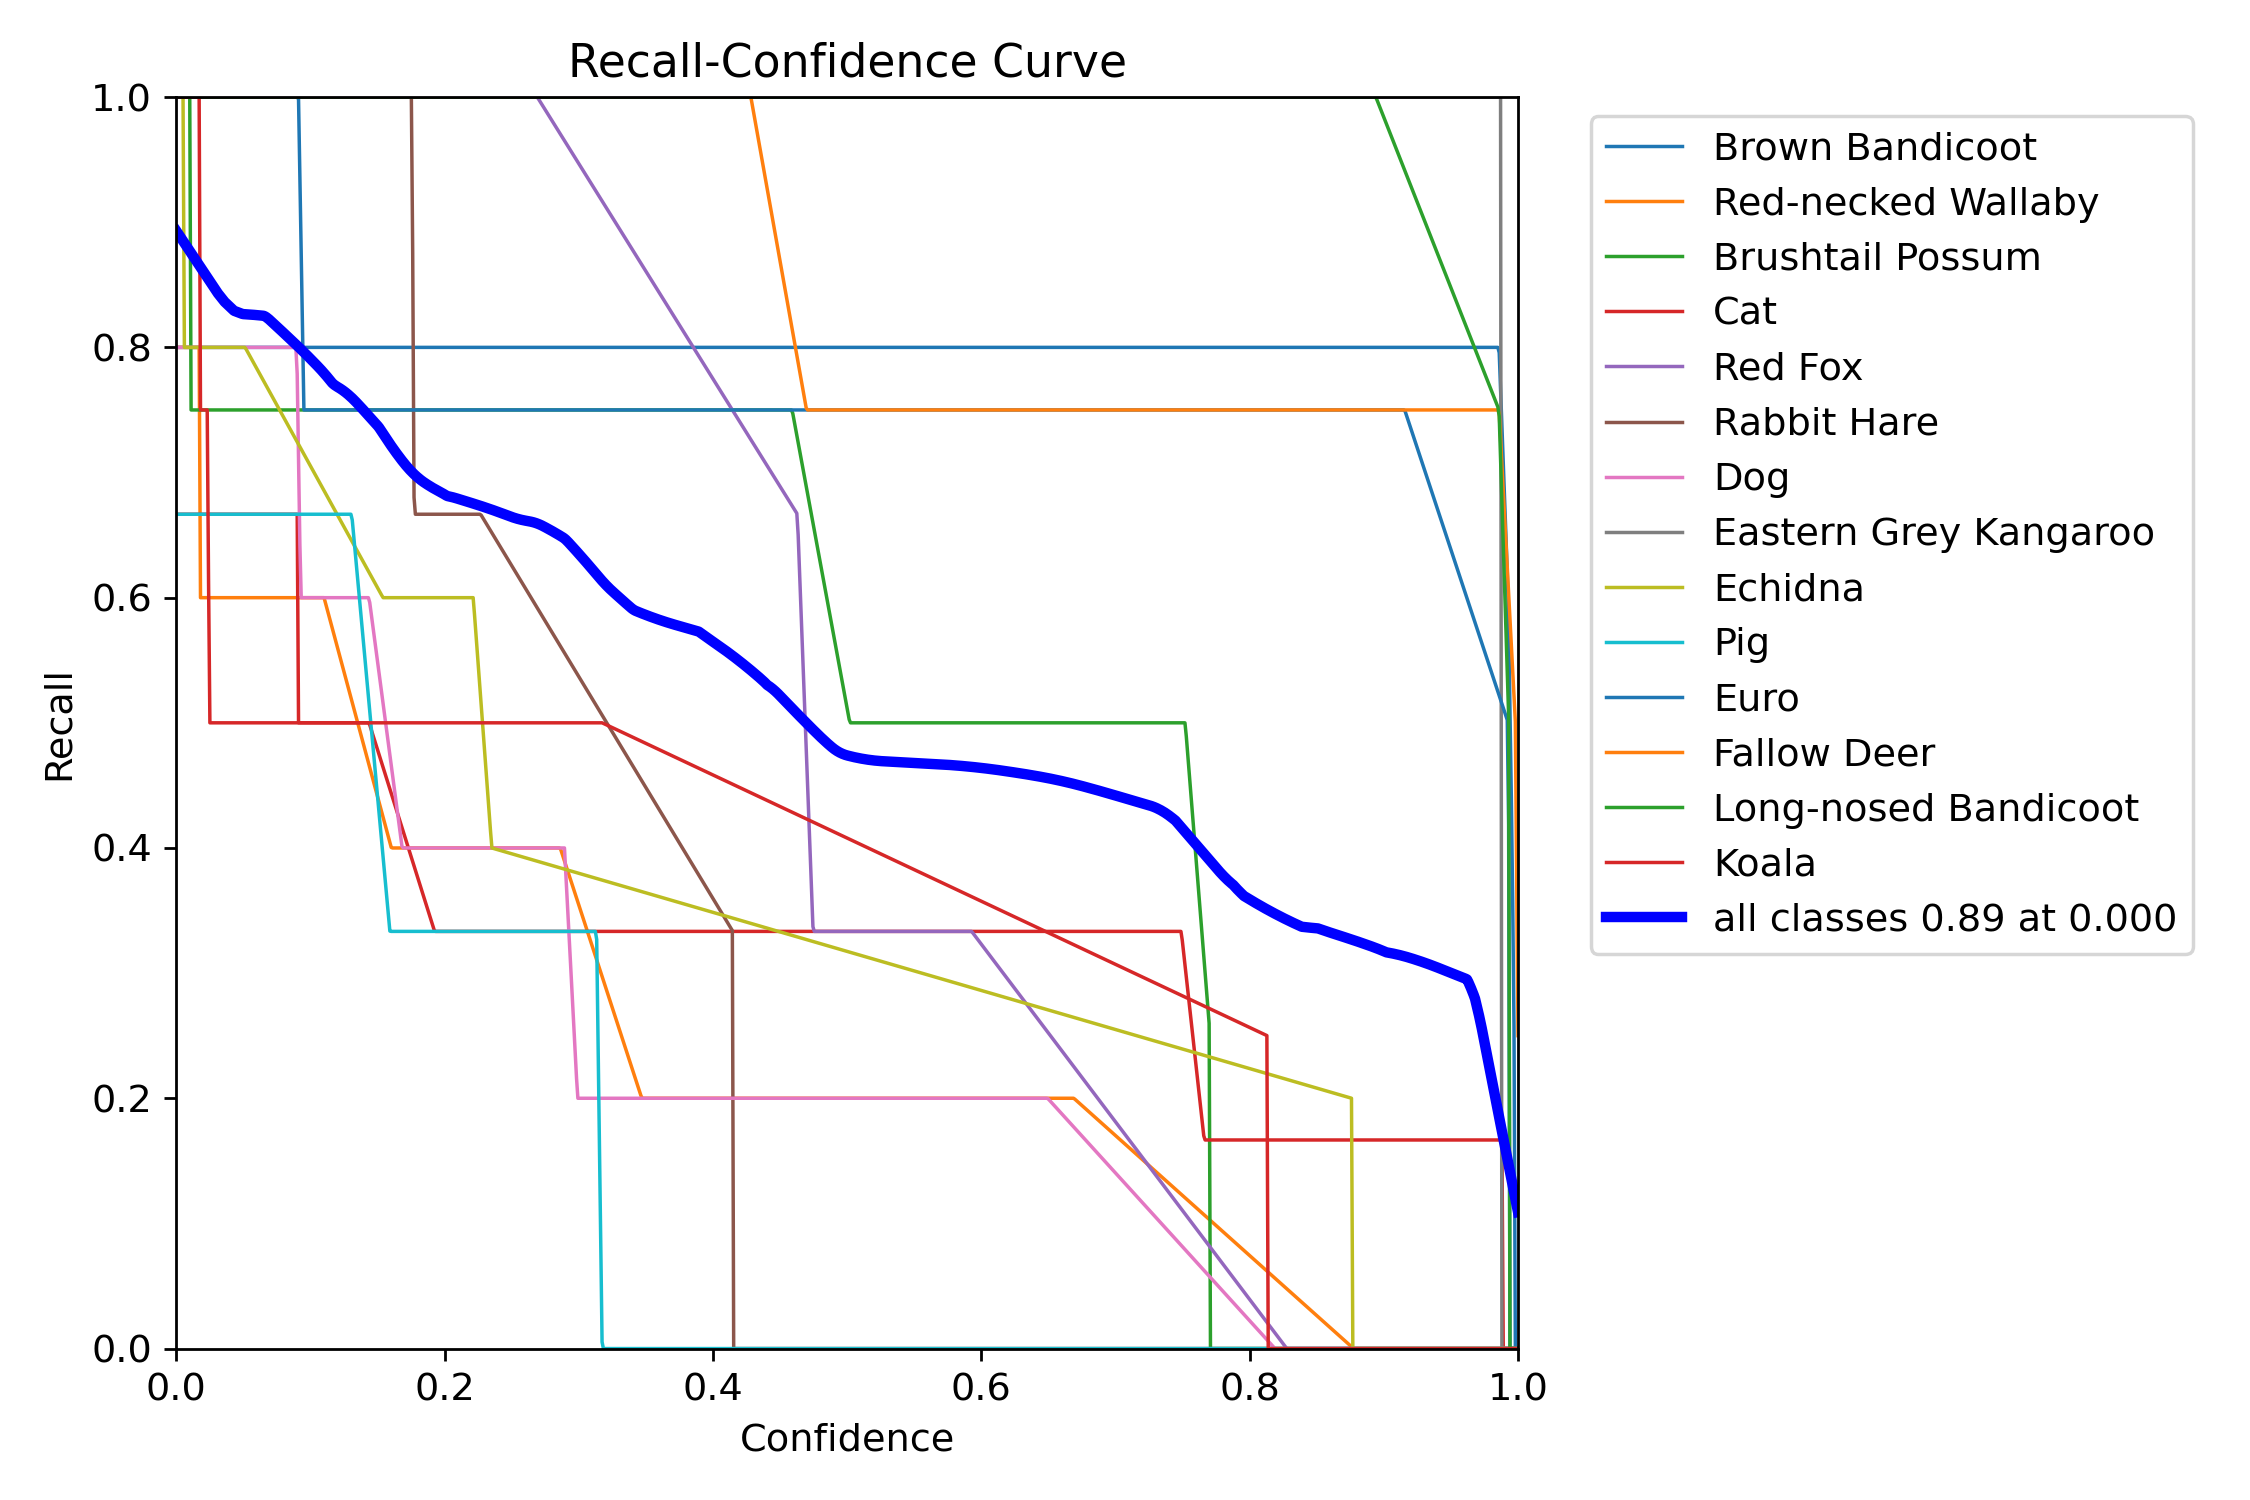 Recall-Confidence Curve
1.0
0.8
0.6
0.4
0.2
0.0
Recall
0.0 0.2 0.4 0.6 0.8 1.0
Confidence
Brown Bandicoot
Red-necked Wallaby
Brushtail Possum
Cat
Red Fox
Rabbit Hare
Dog
Eastern Grey Kangaroo
Echidna
Pig
Euro
Fallow Deer
Long-nosed Bandicoot
Koala
all classes 0.89 at 0.000